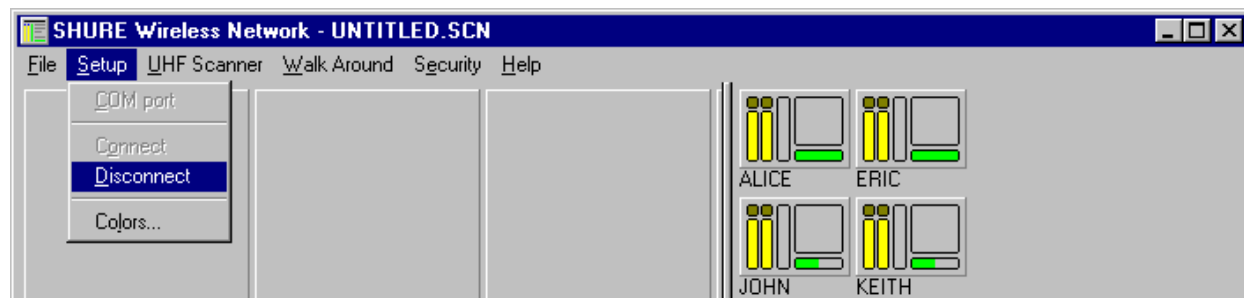 SHURE Wireless Network - UNTITLED.SCN
File Setup UHF Scanner Walk Around Security Help
COM port
Connect
Disconnect
Colors...
ALICE ERIC
JOHN KEITH